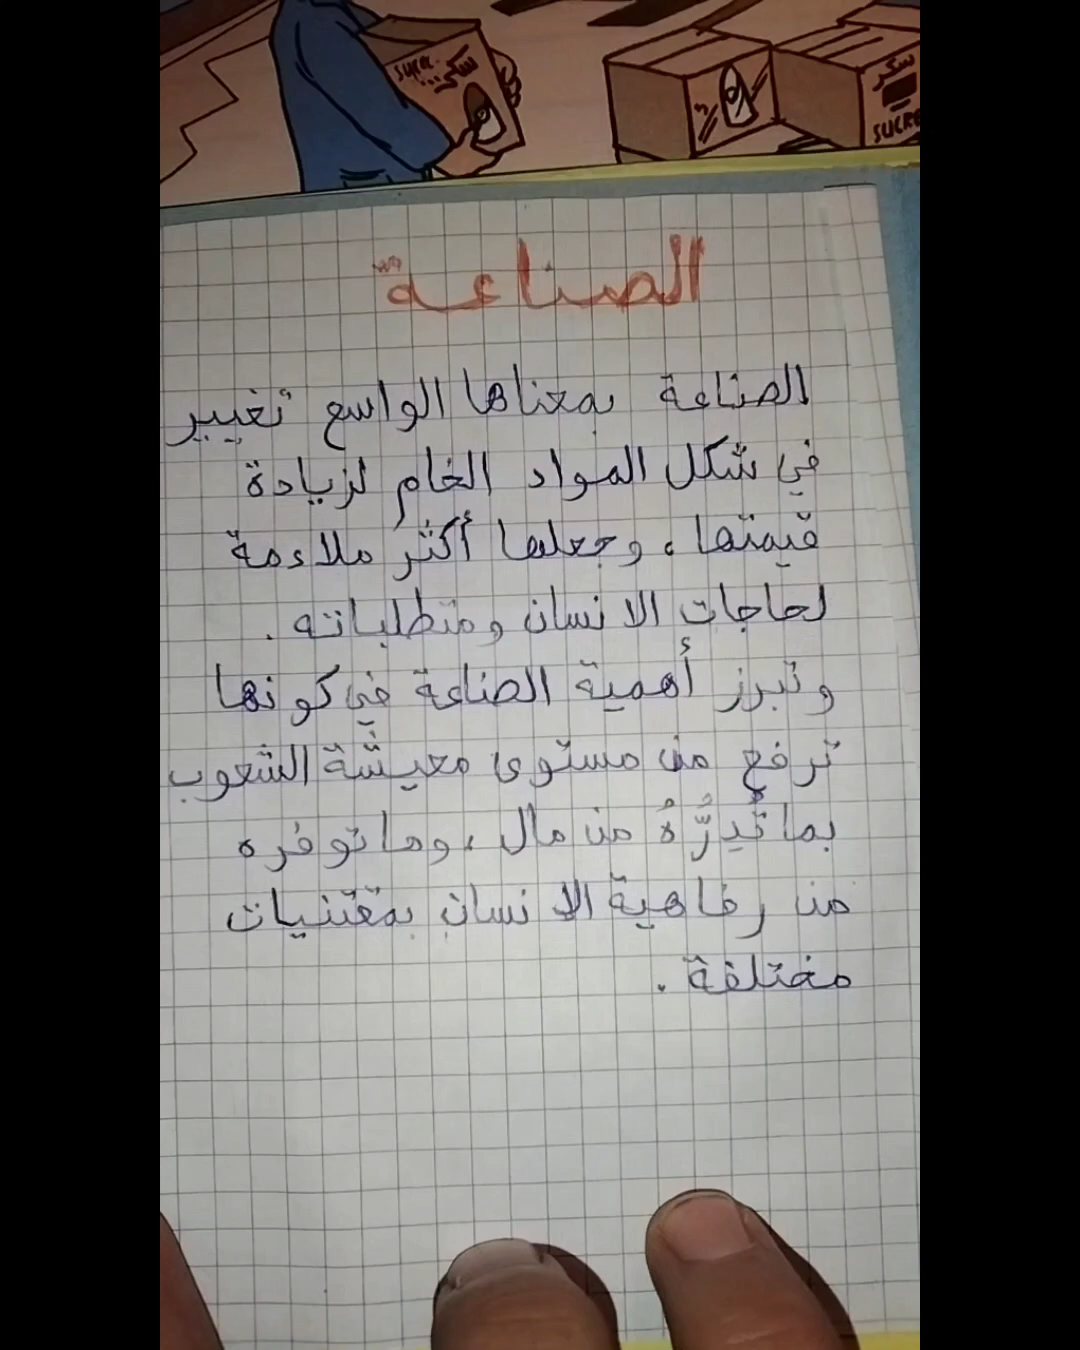 SUCRE سكر
سكر
SUCRE
الصناعة
الصناعة بمعناها الواسع تغيير
في شكل المواد الخام لزيادة
قيمتها، وجعلها أكثر ملاءمة
لحاجات الانسان ومتطلباته.
وتبرز أهمية الصناعة في كونها
ترفع من مستوى معيشة الشعوب
بما تُدِرُّهُ من مال، وما توفره
من رفاهية الانسان بمقتنيات
مختلفة.